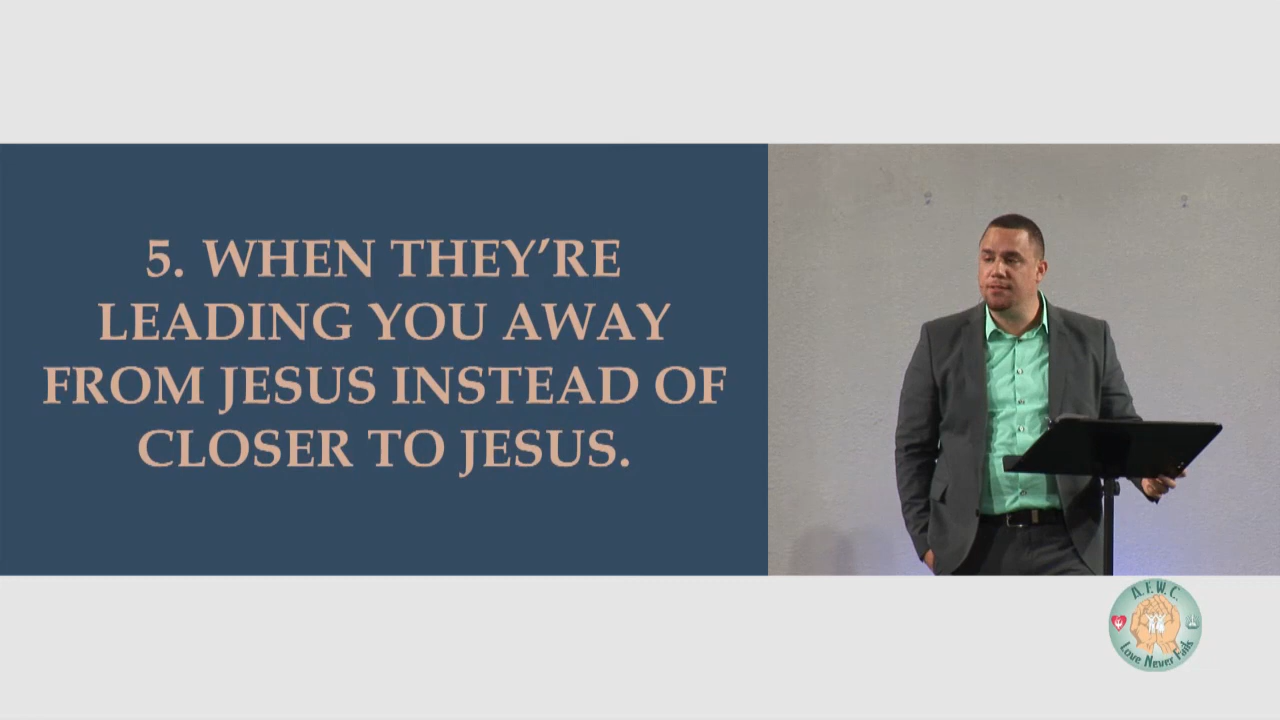 5. WHEN THEY’RE
LEADING YOU AWAY
FROM JESUS INSTEAD OF
CLOSER TO JESUS.
A.F.W.C.
Love Never Fails